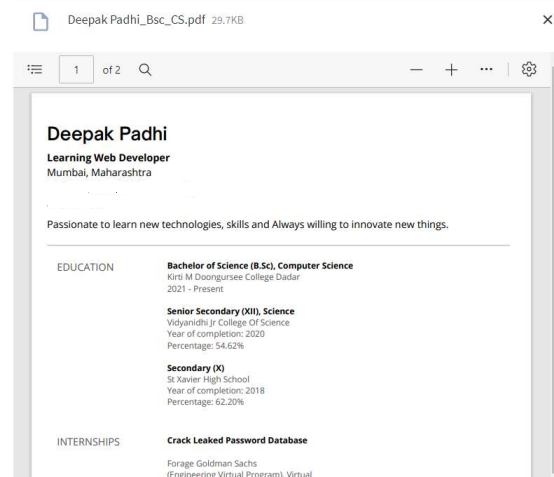 Deepak Padhi_Bsc_CS.pdf 29.7KB
1 of 2
Deepak Padhi
Learning Web Developer
Mumbai, Maharashtra
Passionate to learn new technologies, skills and Always willing to innovate new things.
EDUCATION
Bachelor of Science (B.Sc), Computer Science
Kirti M Doongursee College Dadar
2021 - Present
Senior Secondary (XII), Science
Vidyanidhi Jr College Of Science
Year of completion: 2020
Percentage: 54.62%
Secondary (X)
St Xavier High School
Year of completion: 2018
Percentage: 62.20%
INTERNSHIPS
Crack Leaked Password Database
Forage Goldman Sachs
(Engineering Virtual Program), Virtual